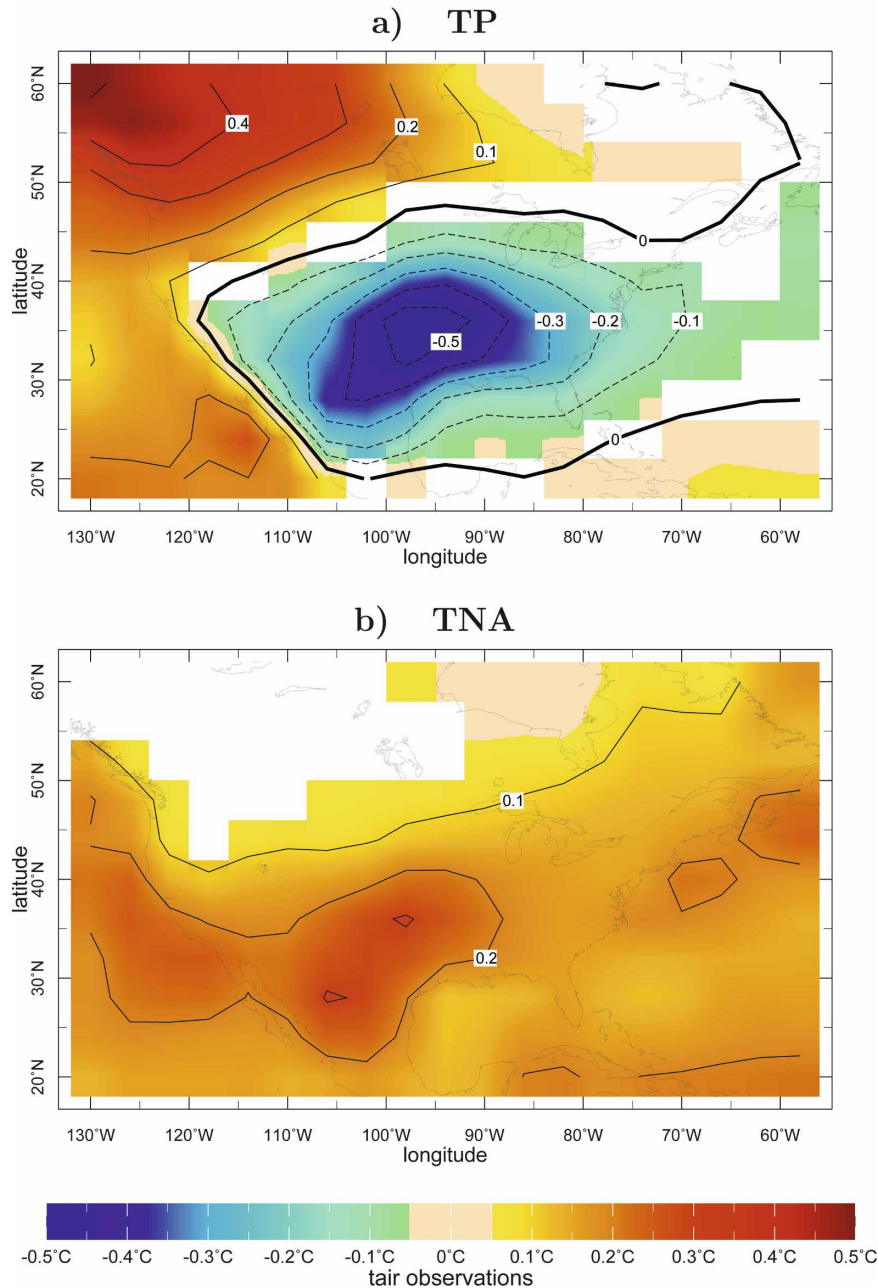 a) TP
60°N
50°N
40°N
30°N
20°N
latitude
0.4
0.2
0.1
0
-0.5
-0.3
-0.2
-0.1
0
130°W 120°W 110°W 100°W 90°W 80°W 70°W 60°W
longitude
b) TNA
60°N
50°N
40°N
30°N
20°N
latitude
0.1
0.2
130°W 120°W 110°W 100°W 90°W 80°W 70°W 60°W
longitude
-0.5°C -0.4°C -0.3°C -0.2°C -0.1°C 0°C 0.1°C 0.2°C 0.3°C 0.4°C 0.5°C
tair observations